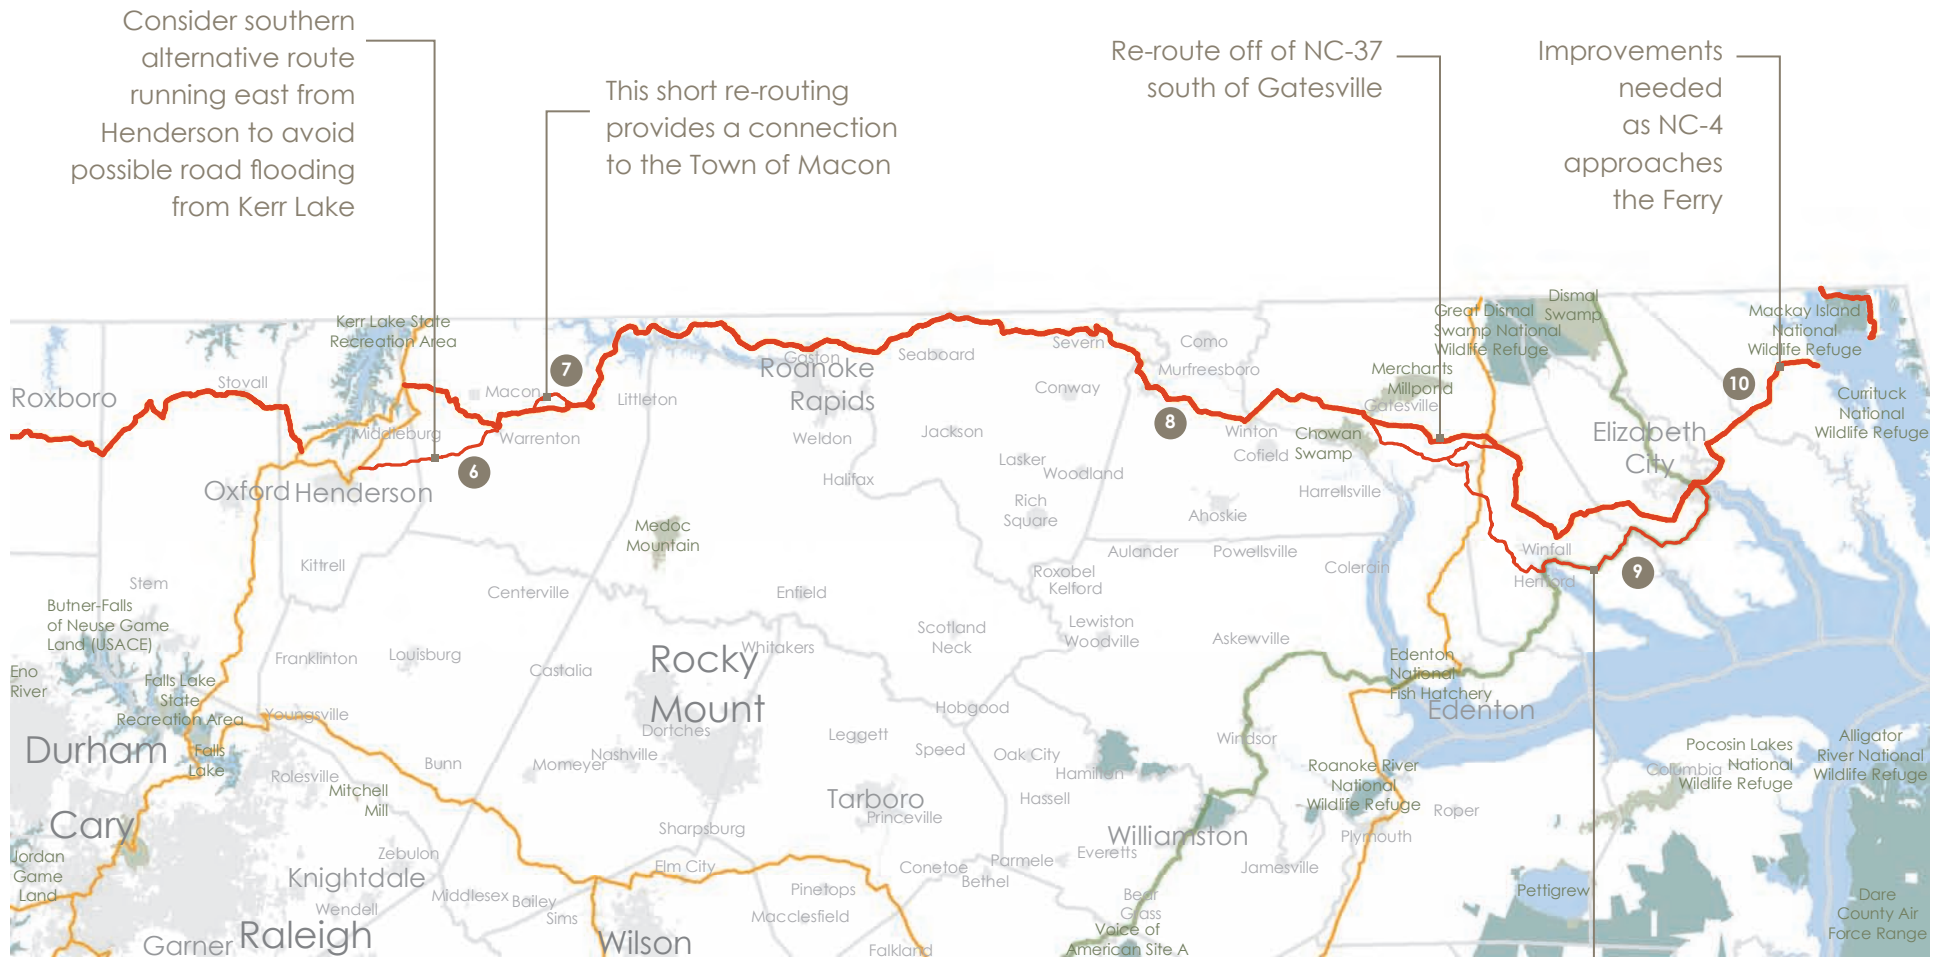 Consider southern
alternative route
running east from
Henderson to avoid
possible road flooding
from Kerr Lake
This short re-routing
provides a connection
to the Town of Macon
Re-route off of NC-37
south of Gatesville
Improvements
needed
as NC-4
approaches
the Ferry
Kerr Lake State
Recreation Area
Great Dismal
Swamp National
Wildlife Refuge
Dismal
Swamp
Mackay Island
National
Wildlife Refuge
Roxboro
Stovall
7
Macon
Littleton
Gaston
Roanoke
Rapids
Seaboard
Severn
Como
Murfreesboro
Conway
Merchants
Millpond
Gatesville
10
Currituck
National
Wildlife Refuge
Middleburg
Warrenton
6
Weldon
Jackson
8
Winton
Cofield
Chowan
Swamp
Elizabeth
City
Oxford
Henderson
Halifax
Lasker
Woodland
Rich
Square
Harrellsville
Ahoskie
Medoc
Mountain
Kittrell
Aulander
Powellsville
Colerain
Winfall
Hertford
9
Stem
Centerville
Enfield
Roxobel
Kelford
Butner-Falls
of Neuse Game
Land (USACE)
Scotland
Neck
Lewiston
Woodville
Askewville
Eno
River
Franklinton
Louisburg
Castalia
Rocky
Mount
Whitakers
Edenton
National
Fish Hatchery
Edenton
Falls Lake
State
Recreation Area
Youngsville
Dortches
Hobgood
Durham
Falls
Lake
Rolesville
Mitchell
Mill
Bunn
Momeyer
Nashville
Leggett
Speed
Oak City
Hamilton
Windsor
Roanoke River
National
Wildlife Refuge
Pocosin Lakes
National
Wildlife Refuge
Columbia
Alligator
River National
Wildlife Refuge
Cary
Tarboro
Princeville
Hassell
Williamston
Roper
Plymouth
Jordan
Game
Land
Zebulon
Knightdale
Wendell
Sharpsburg
Elm City
Conetoe
Parmele
Bethel
Everetts
Jamesville
Middlesex
Bailey
Sims
Pinetops
Macclesfield
Bear
Grass
Pettigrew
Dare
County Air
Force Range
Garner
Raleigh
Wilson
Falkland
Voice of
American Site A